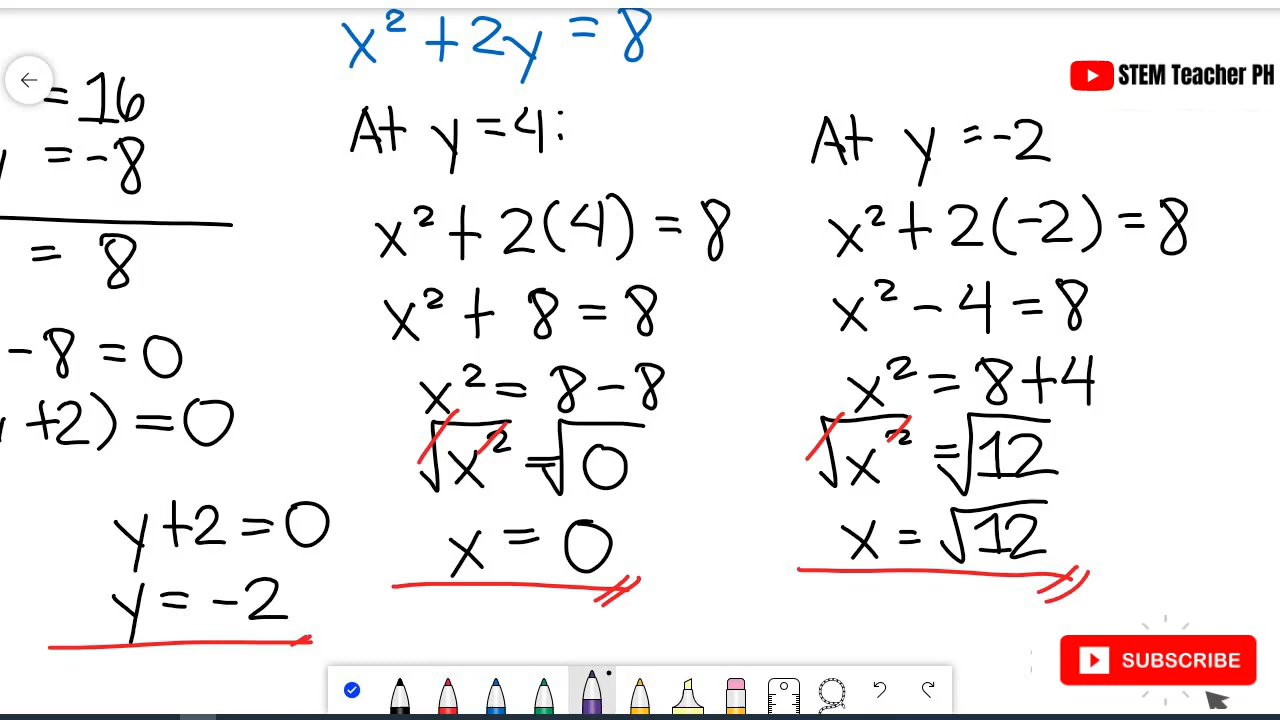 x² + 2y = 8
= 16
= -8
= 8
- 8 = 0
+2) = 0
y + 2 = 0
y = -2
At y = 4:
x² + 2(4) = 8
x² + 8 = 8
x² = 8 - 8
√x² = √0
x = 0
At y = -2
x² + 2(-2) = 8
x² - 4 = 8
x² = 8 + 4
√x² = √12
x = √12
STEM Teacher PH
SUBSCRIBE